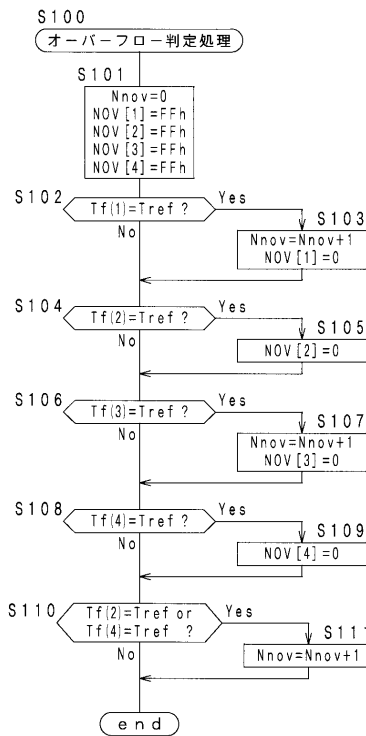 S100
オーバーフロー判定処理
S101
Nnov=0
NOV[1]=FFh
NOV[2]=FFh
NOV[3]=FFh
NOV[4]=FFh
S102
Tf(1)=Tref ?
Yes
No
S103
Nnov=Nnov+1
NOV[1]=0
S104
Tf(2)=Tref ?
Yes
No
S105
NOV[2]=0
S106
Tf(3)=Tref ?
Yes
No
S107
Nnov=Nnov+1
NOV[3]=0
S108
Tf(4)=Tref ?
Yes
No
S109
NOV[4]=0
S110
Tf(2)=Tref or
Tf(4)=Tref ?
Yes
No
S111
Nnov=Nnov+1
end